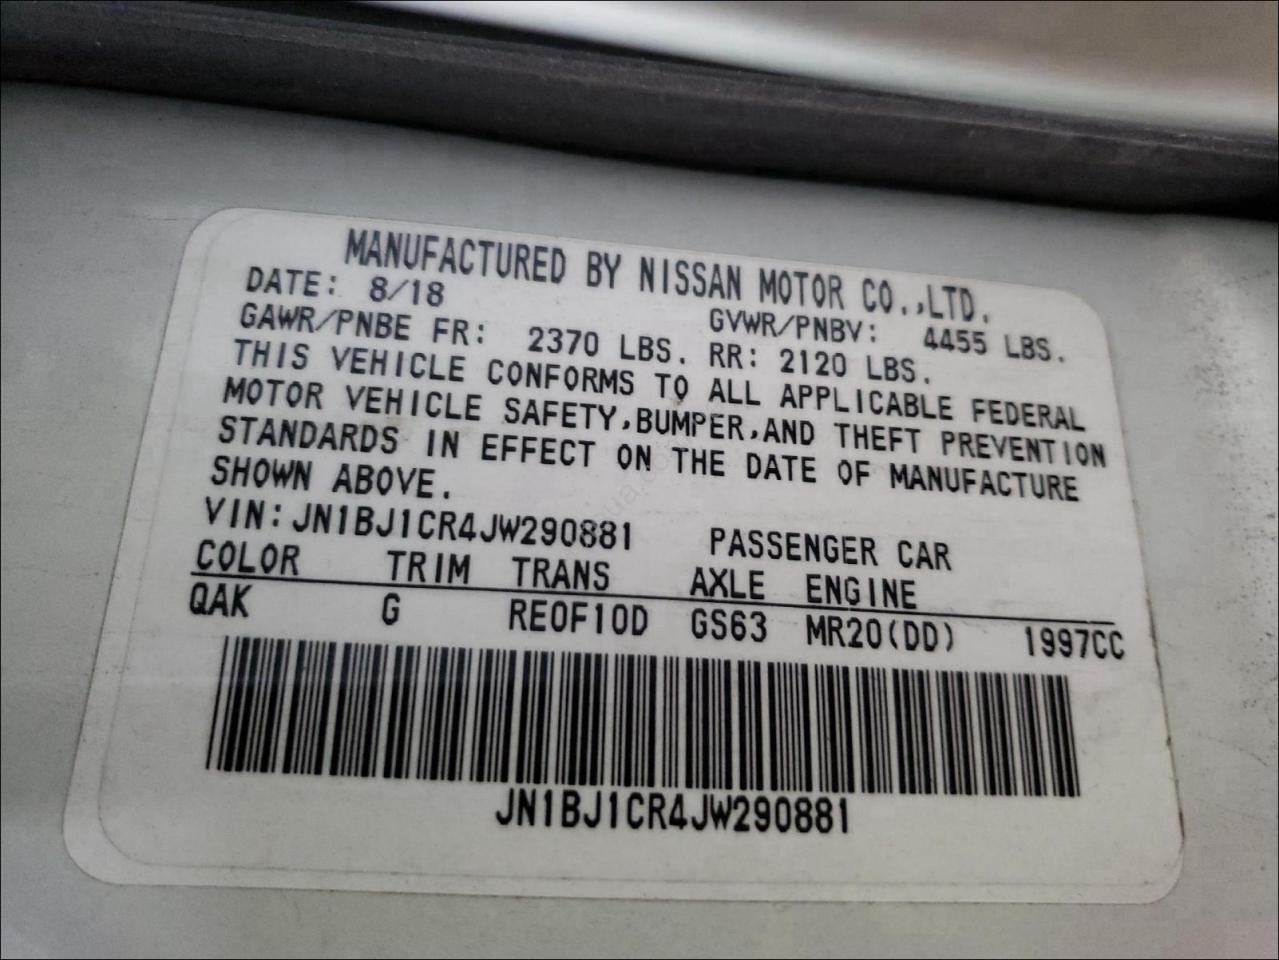 MANUFACTURED BY NISSAN MOTOR CO.,LTD.
DATE: 8/18 GVWR/PNBV: 4455 LBS.
GAWR/PNBE FR: 2370 LBS. RR: 2120 LBS.
THIS VEHICLE CONFORMS TO ALL APPLICABLE FEDERAL
MOTOR VEHICLE SAFETY,BUMPER,AND THEFT PREVENTION
STANDARDS IN EFFECT ON THE DATE OF MANUFACTURE
SHOWN ABOVE.
VIN:JN1BJ1CR4JW290881 PASSENGER CAR
COLOR TRIM TRANS AXLE ENGINE
QAK G RE0F10D GS63 MR20(DD) 1997CC
JN1BJ1CR4JW290881